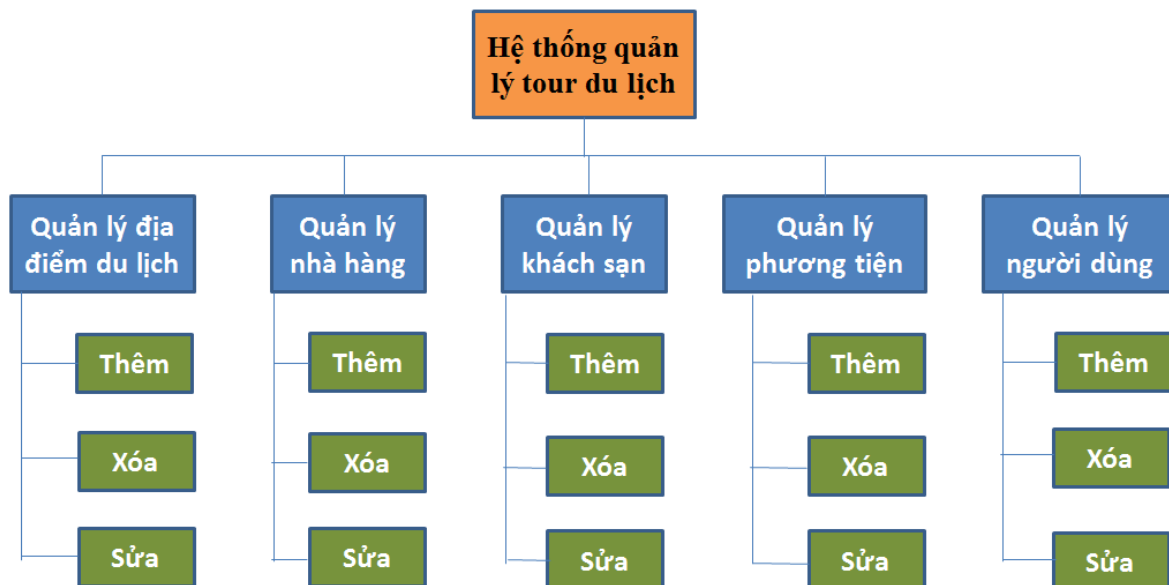 Hệ thống quản
lý tour du lịch
Quản lý địa
điểm du lịch
Quản lý
nhà hàng
Quản lý
khách sạn
Quản lý
phương tiện
Quản lý
người dùng
Thêm
Thêm
Thêm
Thêm
Thêm
Xóa
Xóa
Xóa
Xóa
Xóa
Sửa
Sửa
Sửa
Sửa
Sửa